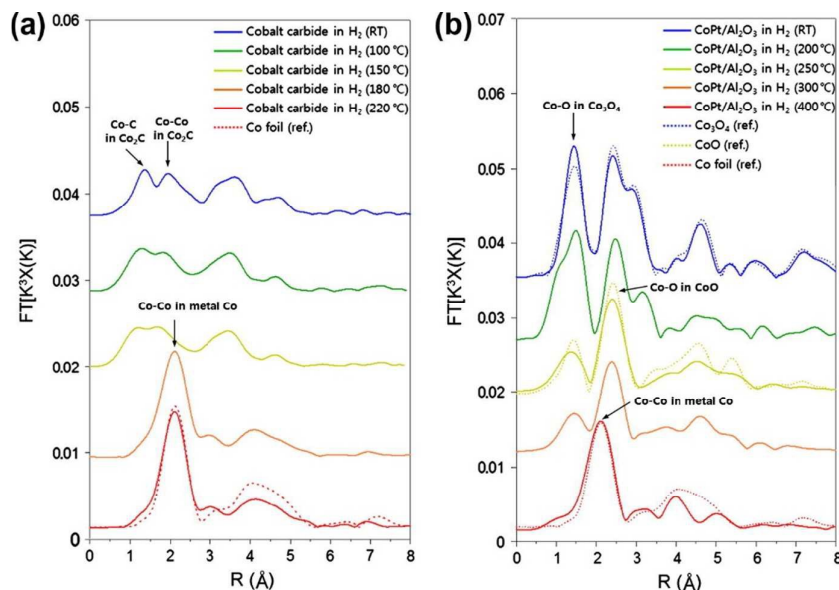 (a)
0.06
0.05
0.04
0.03
0.02
0.01
0
FT[K³X(K)]
Cobalt carbide in H₂ (RT)
Cobalt carbide in H₂ (100℃)
Cobalt carbide in H₂ (150℃)
Cobalt carbide in H₂ (180℃)
Cobalt carbide in H₂ (220℃)
Co foil (ref.)
Co-C
in Co₂C
Co-Co
in Co₂C
Co-Co in metal Co
0 1 2 3 4 5 6 7 8
R (Å)
(b)
0.07
0.06
0.05
0.04
0.03
0.02
0.01
0
FT[K³X(K)]
CoPt/Al₂O₃ in H₂ (RT)
CoPt/Al₂O₃ in H₂ (200℃)
CoPt/Al₂O₃ in H₂ (250℃)
CoPt/Al₂O₃ in H₂ (300℃)
CoPt/Al₂O₃ in H₂ (400℃)
Co₃O₄ (ref.)
CoO (ref.)
Co foil (ref.)
Co-O in Co₃O₄
Co-O in CoO
Co-Co in metal Co
0 1 2 3 4 5 6 7 8
R (Å)